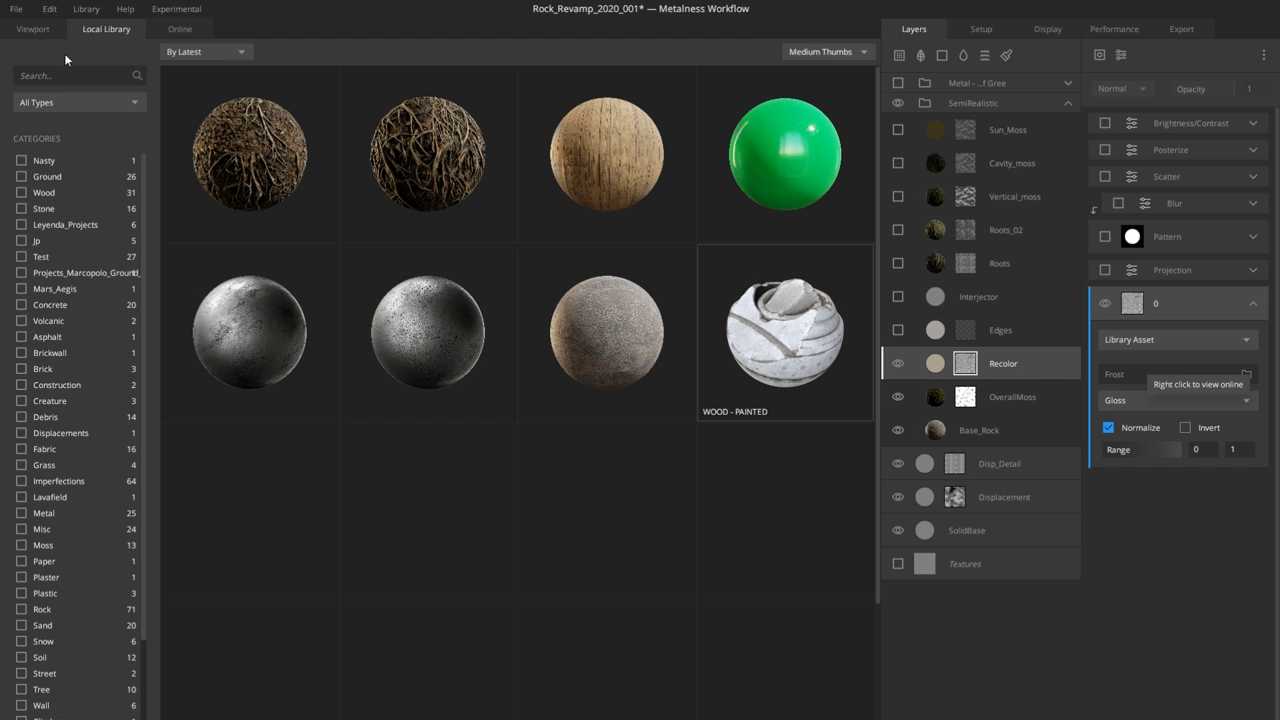 File Edit Library Help Experimental
Rock_Revamp_2020_001* — Metalness Workflow
Viewport Local Library Online
Search...
All Types
CATEGORIES
Nasty 1
Ground 26
Wood 31
Stone 16
Leyenda_Projects 6
Jp 5
Test 27
Projects_Marcopolo_Ground_
Mars_Aegis 1
Concrete 20
Volcanic 2
Asphalt 1
Brickwall 1
Brick 3
Construction 2
Creature 3
Debris 14
Displacements 1
Fabric 16
Grass 4
Imperfections 64
Lavafield 1
Metal 25
Misc 24
Moss 13
Paper 1
Plaster 1
Plastic 3
Rock 71
Sand 20
Snow 6
Soil 12
Street 2
Tree 10
Wall 6
By Latest
Medium Thumbs
WOOD - PAINTED
Layers Setup Display Performance Export
Metal - ...f Gree
SemiRealistic
Sun_Moss
Cavity_moss
Vertical_moss
Roots_02
Roots
Interjector
Edges
Recolor
OverallMoss
Base_Rock
Disp_Detail
Displacement
SolidBase
Textures
Normal Opacity 1
Brightness/Contrast
Posterize
Scatter
Blur
Pattern
Projection
0
Library Asset
Frost
Right click to view online
Gloss
Normalize Invert
Range 0 1